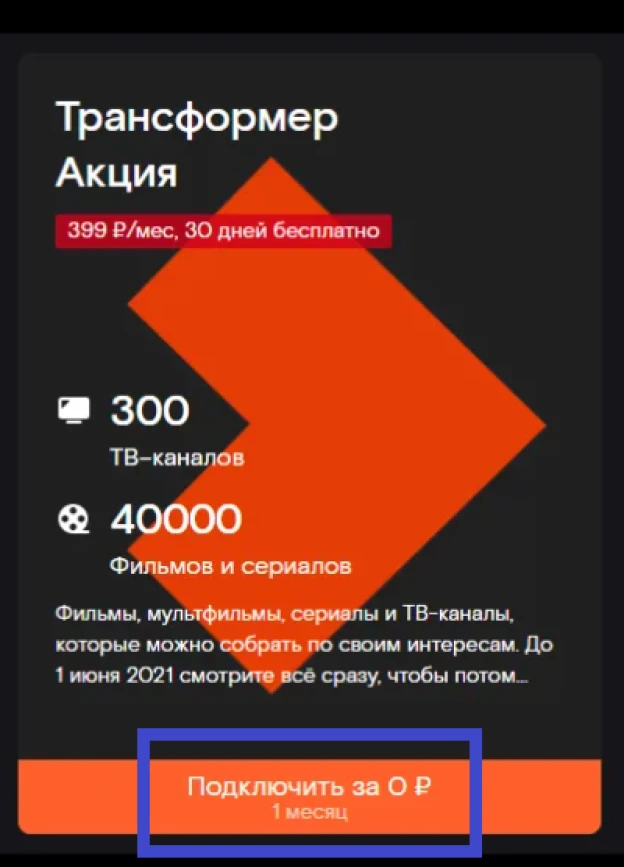 Трансформер
Акция
399 ₽/мес, 30 дней бесплатно
300
ТВ-каналов
40000
Фильмов и сериалов
Фильмы, мультфильмы, сериалы и ТВ-каналы,
которые можно собрать по своим интересам. До
1 июня 2021 смотрите всё сразу, чтобы потом...
Подключить за 0 ₽
1 месяц